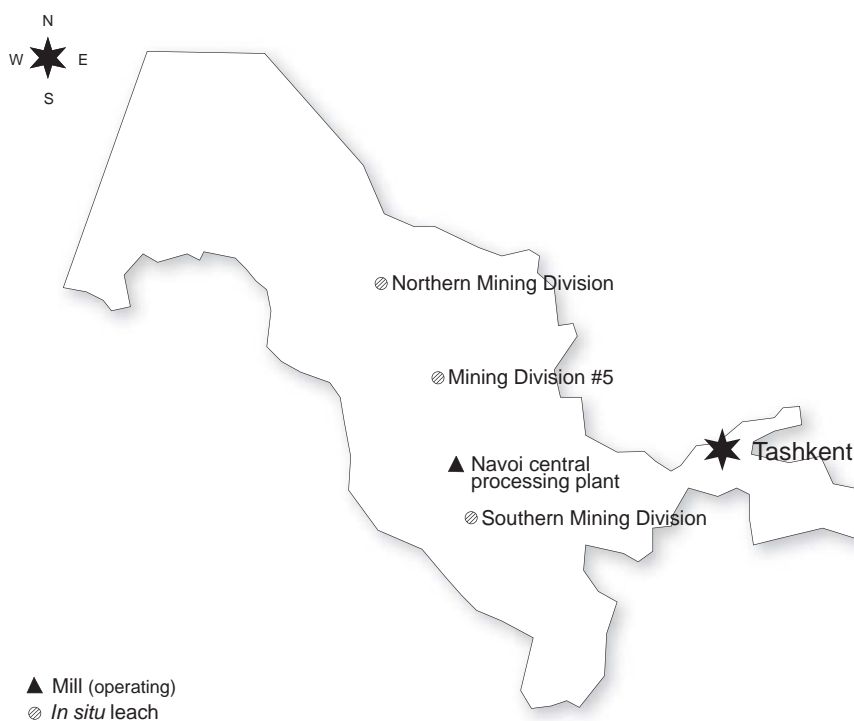 N
W E
S
Northern Mining Division
Mining Division #5
Tashkent
Navoi central
processing plant
Southern Mining Division
Mill (operating)
In situ leach